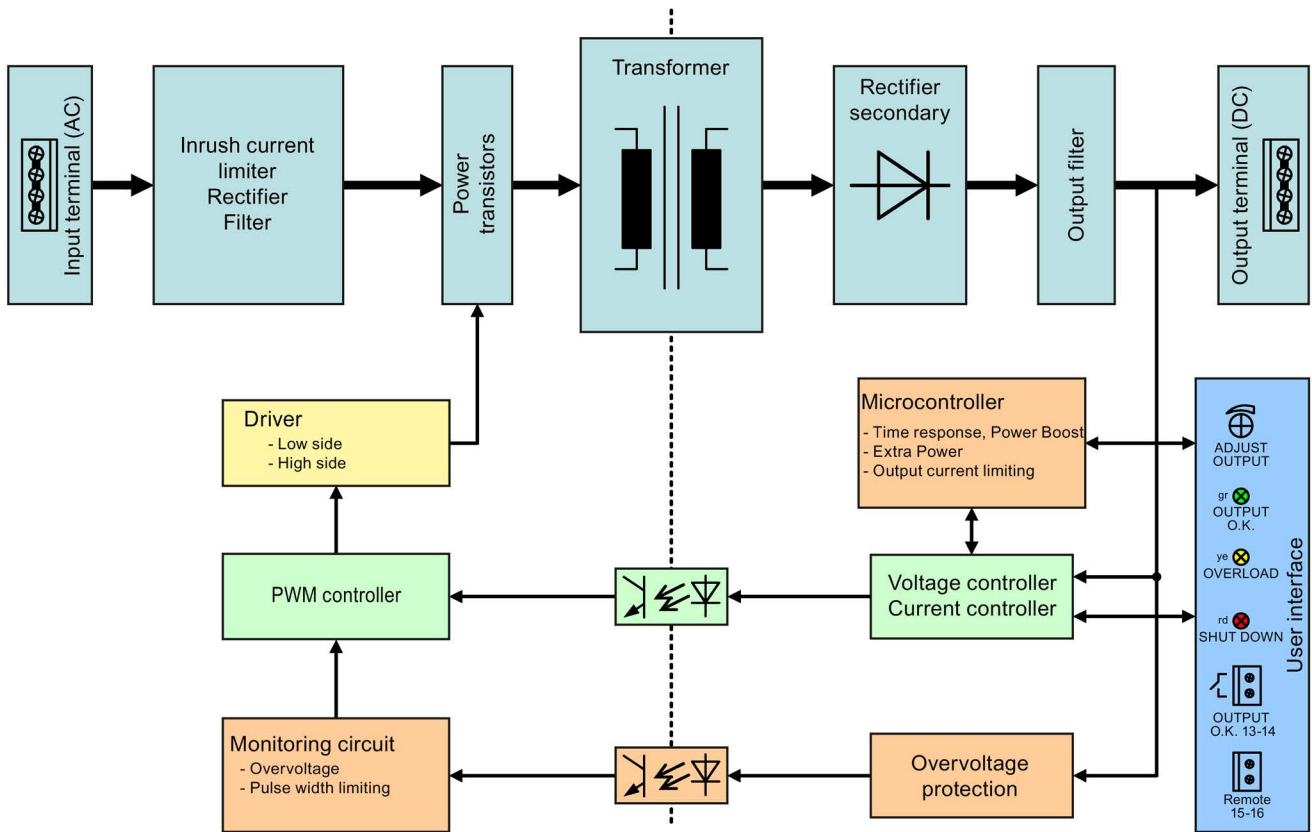 Input terminal (AC)
Inrush current
limiter
Rectifier
Filter
Power
transistors
Transformer
Rectifier
secondary
Output filter
Output terminal (DC)
Driver
- Low side
- High side
Microcontroller
- Time response, Power Boost
- Extra Power
- Output current limiting
PWM controller
Voltage controller
Current controller
Monitoring circuit
- Overvoltage
- Pulse width limiting
Overvoltage
protection
User interface
ADJUST
OUTPUT
gr
OUTPUT
O.K.
ye
OVERLOAD
rd
SHUT DOWN
OUTPUT
O.K. 13-14
Remote
15-16